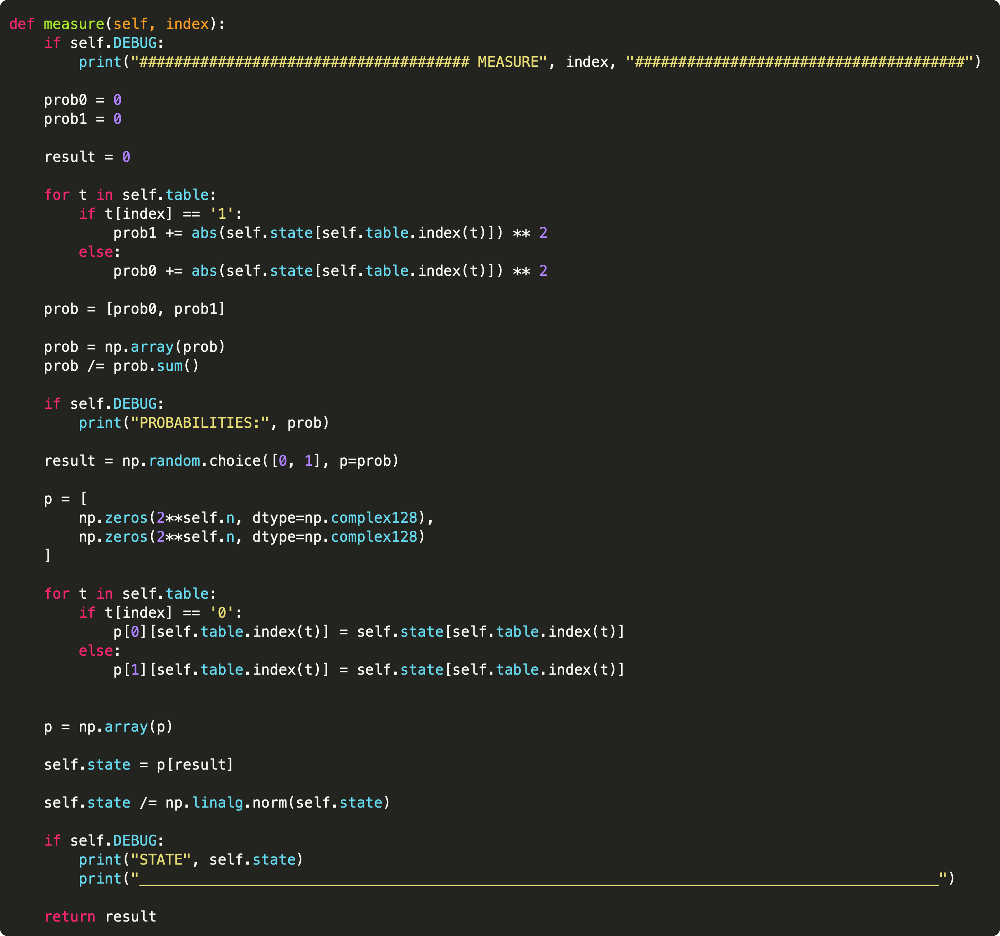 def measure(self, index):
    if self.DEBUG:
        print("###################################### MEASURE", index, "######################################")

    prob0 = 0
    prob1 = 0

    result = 0

    for t in self.table:
        if t[index] == '1':
            prob1 += abs(self.state[self.table.index(t)]) ** 2
        else:
            prob0 += abs(self.state[self.table.index(t)]) ** 2

    prob = [prob0, prob1]

    prob = np.array(prob)
    prob /= prob.sum()

    if self.DEBUG:
        print("PROBABILITIES:", prob)

    result = np.random.choice([0, 1], p=prob)

    p = [
        np.zeros(2**self.n, dtype=np.complex128),
        np.zeros(2**self.n, dtype=np.complex128)
    ]

    for t in self.table:
        if t[index] == '0':
            p[0][self.table.index(t)] = self.state[self.table.index(t)]
        else:
            p[1][self.table.index(t)] = self.state[self.table.index(t)]


    p = np.array(p)

    self.state = p[result]

    self.state /= np.linalg.norm(self.state)

    if self.DEBUG:
        print("STATE", self.state)
        print("____________________________________________________________________________________________")

    return result